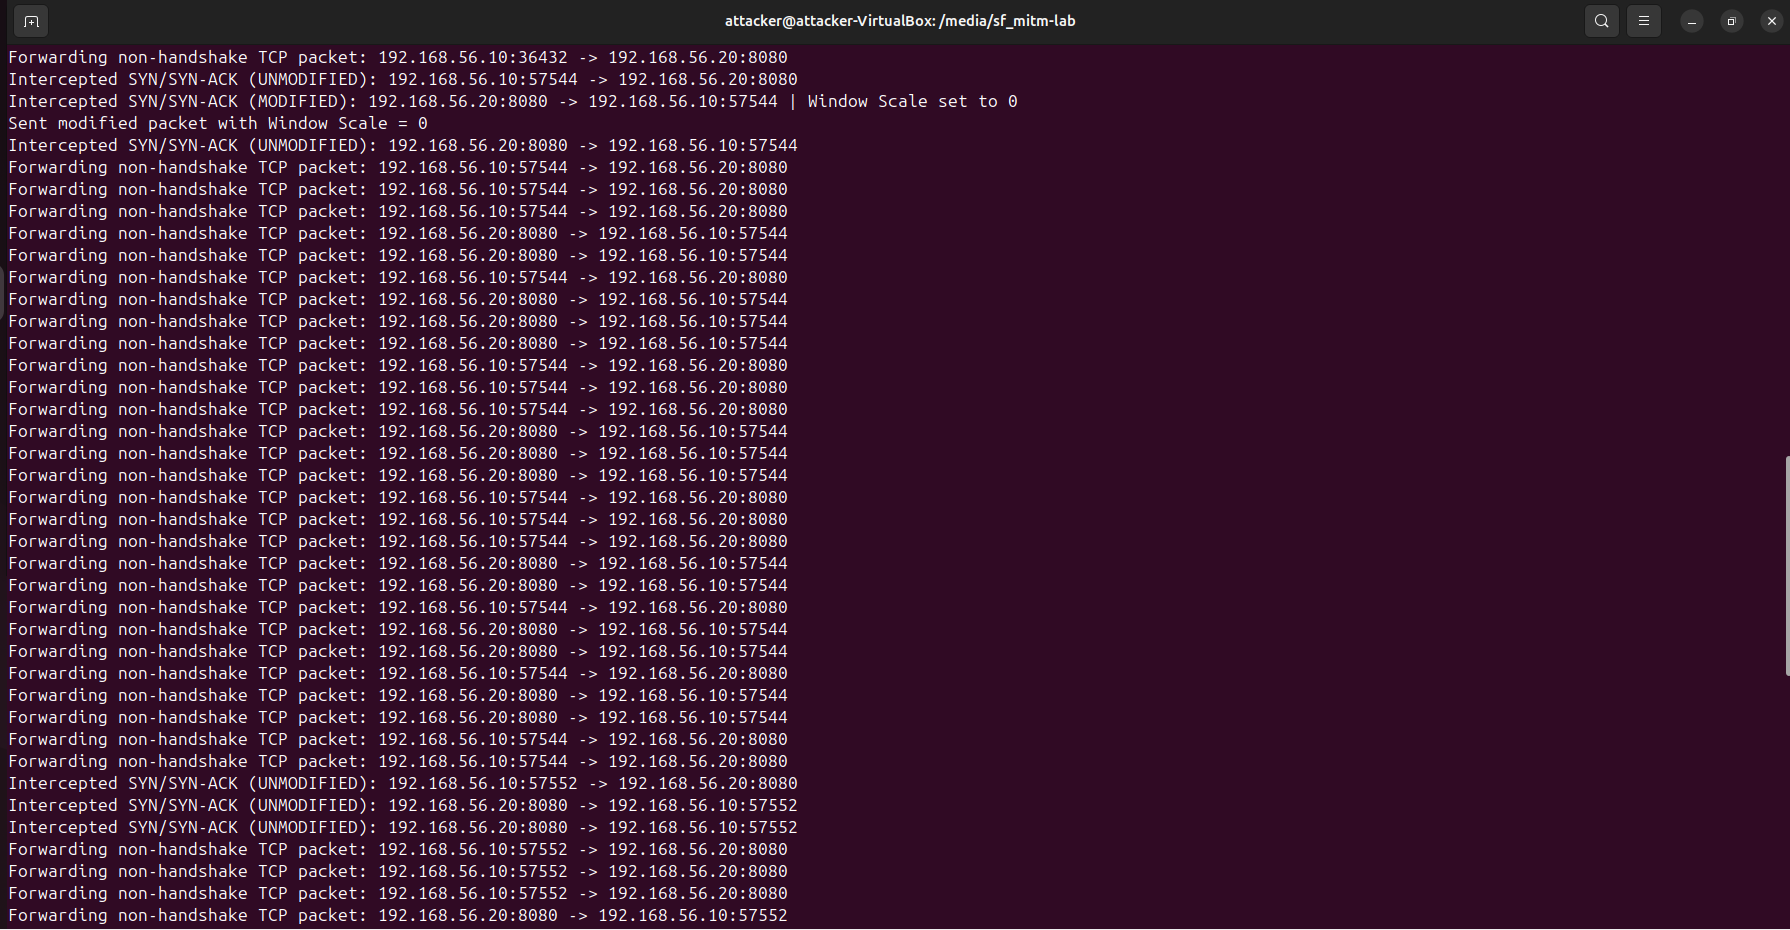 attacker@attacker-VirtualBox: /media/sf_mitm-lab
Forwarding non-handshake TCP packet: 192.168.56.10:36432 -> 192.168.56.20:8080
Intercepted SYN/SYN-ACK (UNMODIFIED): 192.168.56.10:57544 -> 192.168.56.20:8080
Intercepted SYN/SYN-ACK (MODIFIED): 192.168.56.20:8080 -> 192.168.56.10:57544 | Window Scale set to 0
Sent modified packet with Window Scale = 0
Intercepted SYN/SYN-ACK (UNMODIFIED): 192.168.56.20:8080 -> 192.168.56.10:57544
Forwarding non-handshake TCP packet: 192.168.56.10:57544 -> 192.168.56.20:8080
Forwarding non-handshake TCP packet: 192.168.56.10:57544 -> 192.168.56.20:8080
Forwarding non-handshake TCP packet: 192.168.56.10:57544 -> 192.168.56.20:8080
Forwarding non-handshake TCP packet: 192.168.56.20:8080 -> 192.168.56.10:57544
Forwarding non-handshake TCP packet: 192.168.56.20:8080 -> 192.168.56.10:57544
Forwarding non-handshake TCP packet: 192.168.56.10:57544 -> 192.168.56.20:8080
Forwarding non-handshake TCP packet: 192.168.56.20:8080 -> 192.168.56.10:57544
Forwarding non-handshake TCP packet: 192.168.56.20:8080 -> 192.168.56.10:57544
Forwarding non-handshake TCP packet: 192.168.56.20:8080 -> 192.168.56.10:57544
Forwarding non-handshake TCP packet: 192.168.56.10:57544 -> 192.168.56.20:8080
Forwarding non-handshake TCP packet: 192.168.56.10:57544 -> 192.168.56.20:8080
Forwarding non-handshake TCP packet: 192.168.56.10:57544 -> 192.168.56.20:8080
Forwarding non-handshake TCP packet: 192.168.56.20:8080 -> 192.168.56.10:57544
Forwarding non-handshake TCP packet: 192.168.56.20:8080 -> 192.168.56.10:57544
Forwarding non-handshake TCP packet: 192.168.56.20:8080 -> 192.168.56.10:57544
Forwarding non-handshake TCP packet: 192.168.56.10:57544 -> 192.168.56.20:8080
Forwarding non-handshake TCP packet: 192.168.56.10:57544 -> 192.168.56.20:8080
Forwarding non-handshake TCP packet: 192.168.56.10:57544 -> 192.168.56.20:8080
Forwarding non-handshake TCP packet: 192.168.56.20:8080 -> 192.168.56.10:57544
Forwarding non-handshake TCP packet: 192.168.56.20:8080 -> 192.168.56.10:57544
Forwarding non-handshake TCP packet: 192.168.56.10:57544 -> 192.168.56.20:8080
Forwarding non-handshake TCP packet: 192.168.56.20:8080 -> 192.168.56.10:57544
Forwarding non-handshake TCP packet: 192.168.56.20:8080 -> 192.168.56.10:57544
Forwarding non-handshake TCP packet: 192.168.56.10:57544 -> 192.168.56.20:8080
Forwarding non-handshake TCP packet: 192.168.56.20:8080 -> 192.168.56.10:57544
Forwarding non-handshake TCP packet: 192.168.56.20:8080 -> 192.168.56.10:57544
Forwarding non-handshake TCP packet: 192.168.56.10:57544 -> 192.168.56.20:8080
Forwarding non-handshake TCP packet: 192.168.56.10:57544 -> 192.168.56.20:8080
Intercepted SYN/SYN-ACK (UNMODIFIED): 192.168.56.10:57552 -> 192.168.56.20:8080
Intercepted SYN/SYN-ACK (UNMODIFIED): 192.168.56.20:8080 -> 192.168.56.10:57552
Intercepted SYN/SYN-ACK (UNMODIFIED): 192.168.56.20:8080 -> 192.168.56.10:57552
Forwarding non-handshake TCP packet: 192.168.56.10:57552 -> 192.168.56.20:8080
Forwarding non-handshake TCP packet: 192.168.56.10:57552 -> 192.168.56.20:8080
Forwarding non-handshake TCP packet: 192.168.56.10:57552 -> 192.168.56.20:8080
Forwarding non-handshake TCP packet: 192.168.56.20:8080 -> 192.168.56.10:57552